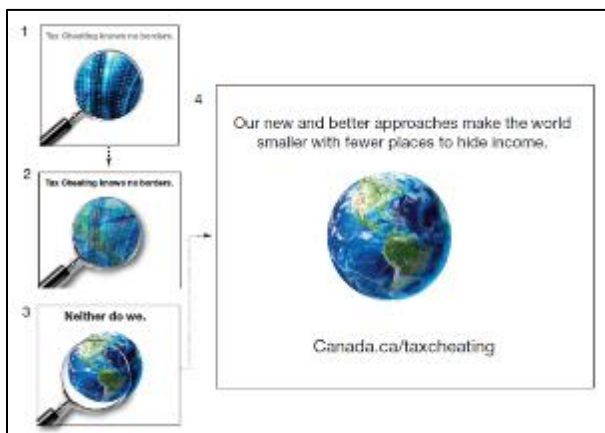 1
Tax Cheating knows no borders.
2
Tax Cheating knows no borders.
3
Neither do we.
4
Our new and better approaches make the world
smaller with fewer places to hide income.
Canada.ca/taxcheating